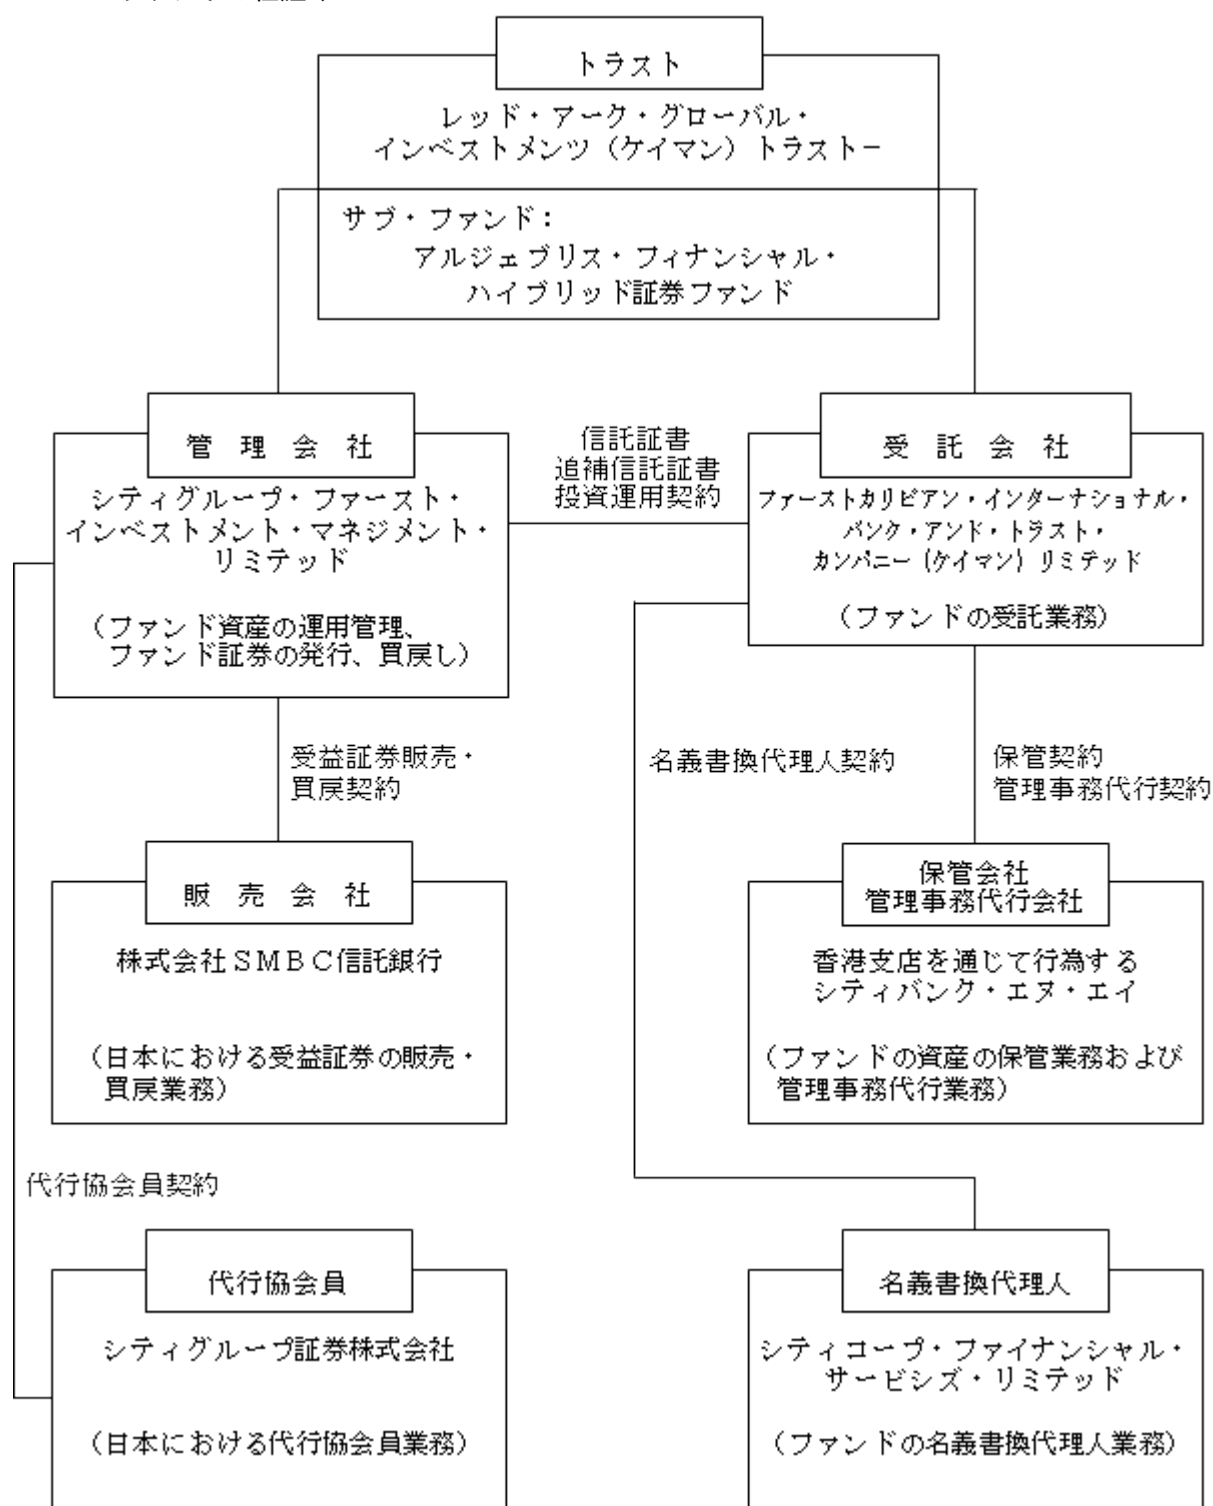 トラスト
レッド・アーク・グローバル・
インベストメンツ（ケイマン）トラスト－
サブ・ファンド：
アルジェブリス・フィナンシャル・
ハイブリッド証券ファンド
管理会社
シティグループ・ファースト・
インベストメント・マネジメント・
リミテッド
（ファンド資産の運用管理、
ファンド証券の発行、買戻し）
信託証書
追補信託証書
投資運用契約
受託会社
ファーストカリビアン・インターナショナル・
バンク・アンド・トラスト・
カンパニー（ケイマン）リミテッド
（ファンドの受託業務）
受益証券販売・
買戻契約
名義書換代理人契約
保管契約
管理事務代行契約
販売会社
株式会社ＳＭＢＣ信託銀行
（日本における受益証券の販売・
買戻業務）
保管会社
管理事務代行会社
香港支店を通じて行為する
シティバンク・エヌ・エイ
（ファンドの資産の保管業務および
管理事務代行業務）
代行協会員契約
代行協会員
シティグループ証券株式会社
（日本における代行協会員業務）
名義書換代理人
シティコープ・ファイナンシャル・
サービシズ・リミテッド
（ファンドの名義書換代理人業務）